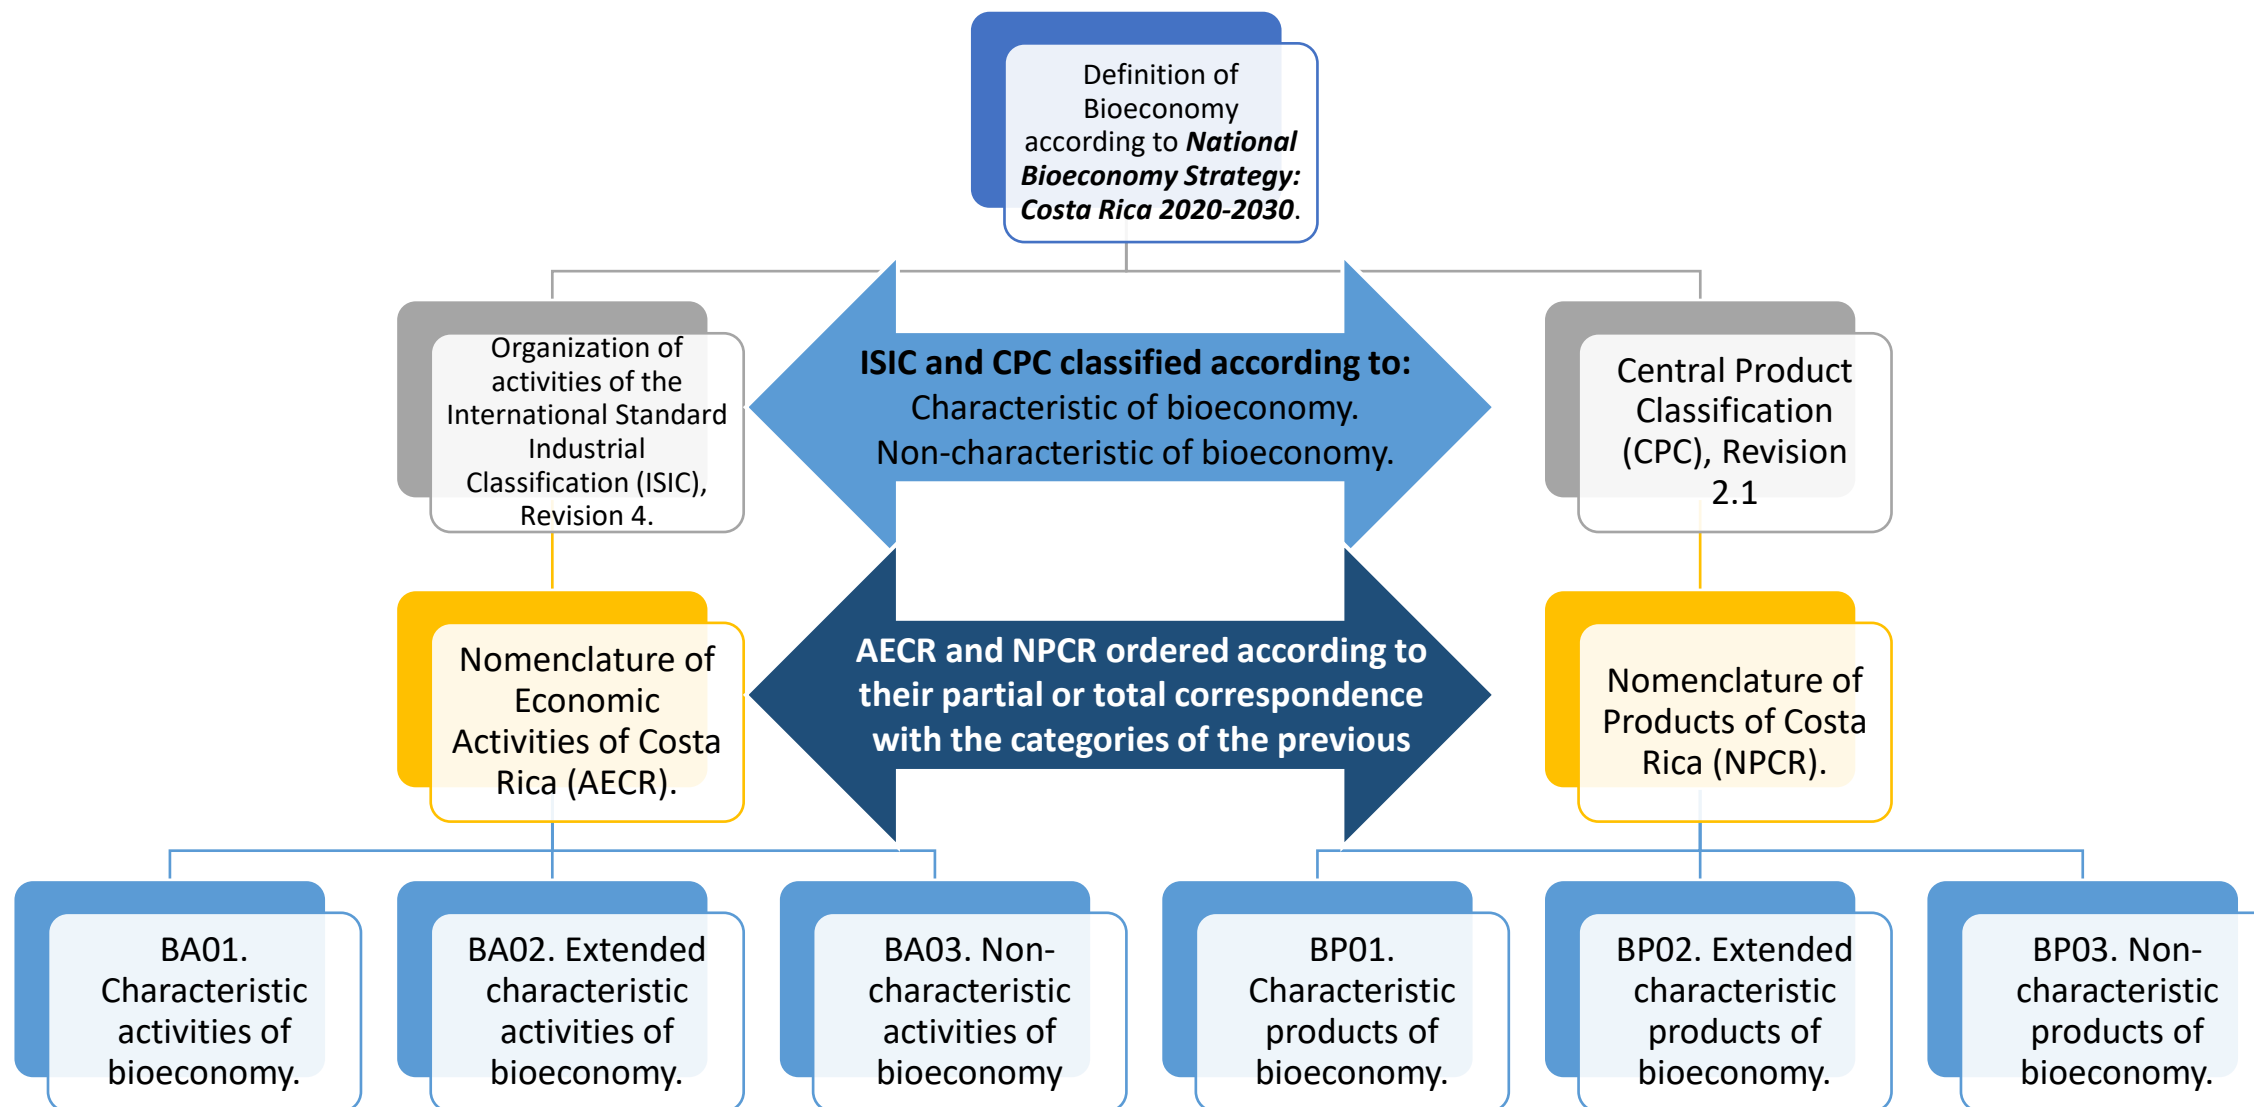 Definition of
Bioeconomy
according to National
Bioeconomy Strategy:
Costa Rica 2020-2030.
Organization of
activities of the
International Standard
Industrial
Classification (ISIC),
Revision 4.
ISIC and CPC classified according to:
Characteristic of bioeconomy.
Non-characteristic of bioeconomy.
Central Product
Classification
(CPC), Revision
2.1
Nomenclature of
Economic
Activities of Costa
Rica (AECR).
AECR and NPCR ordered according to
their partial or total correspondence
with the categories of the previous
Nomenclature of
Products of Costa
Rica (NPCR).
BA01.
Characteristic
activities of
bioeconomy.
BA02. Extended
characteristic
activities of
bioeconomy.
BA03. Non-
characteristic
activities of
bioeconomy
BP01.
Characteristic
products of
bioeconomy.
BP02. Extended
characteristic
products of
bioeconomy.
BP03. Non-
characteristic
products of
bioeconomy.